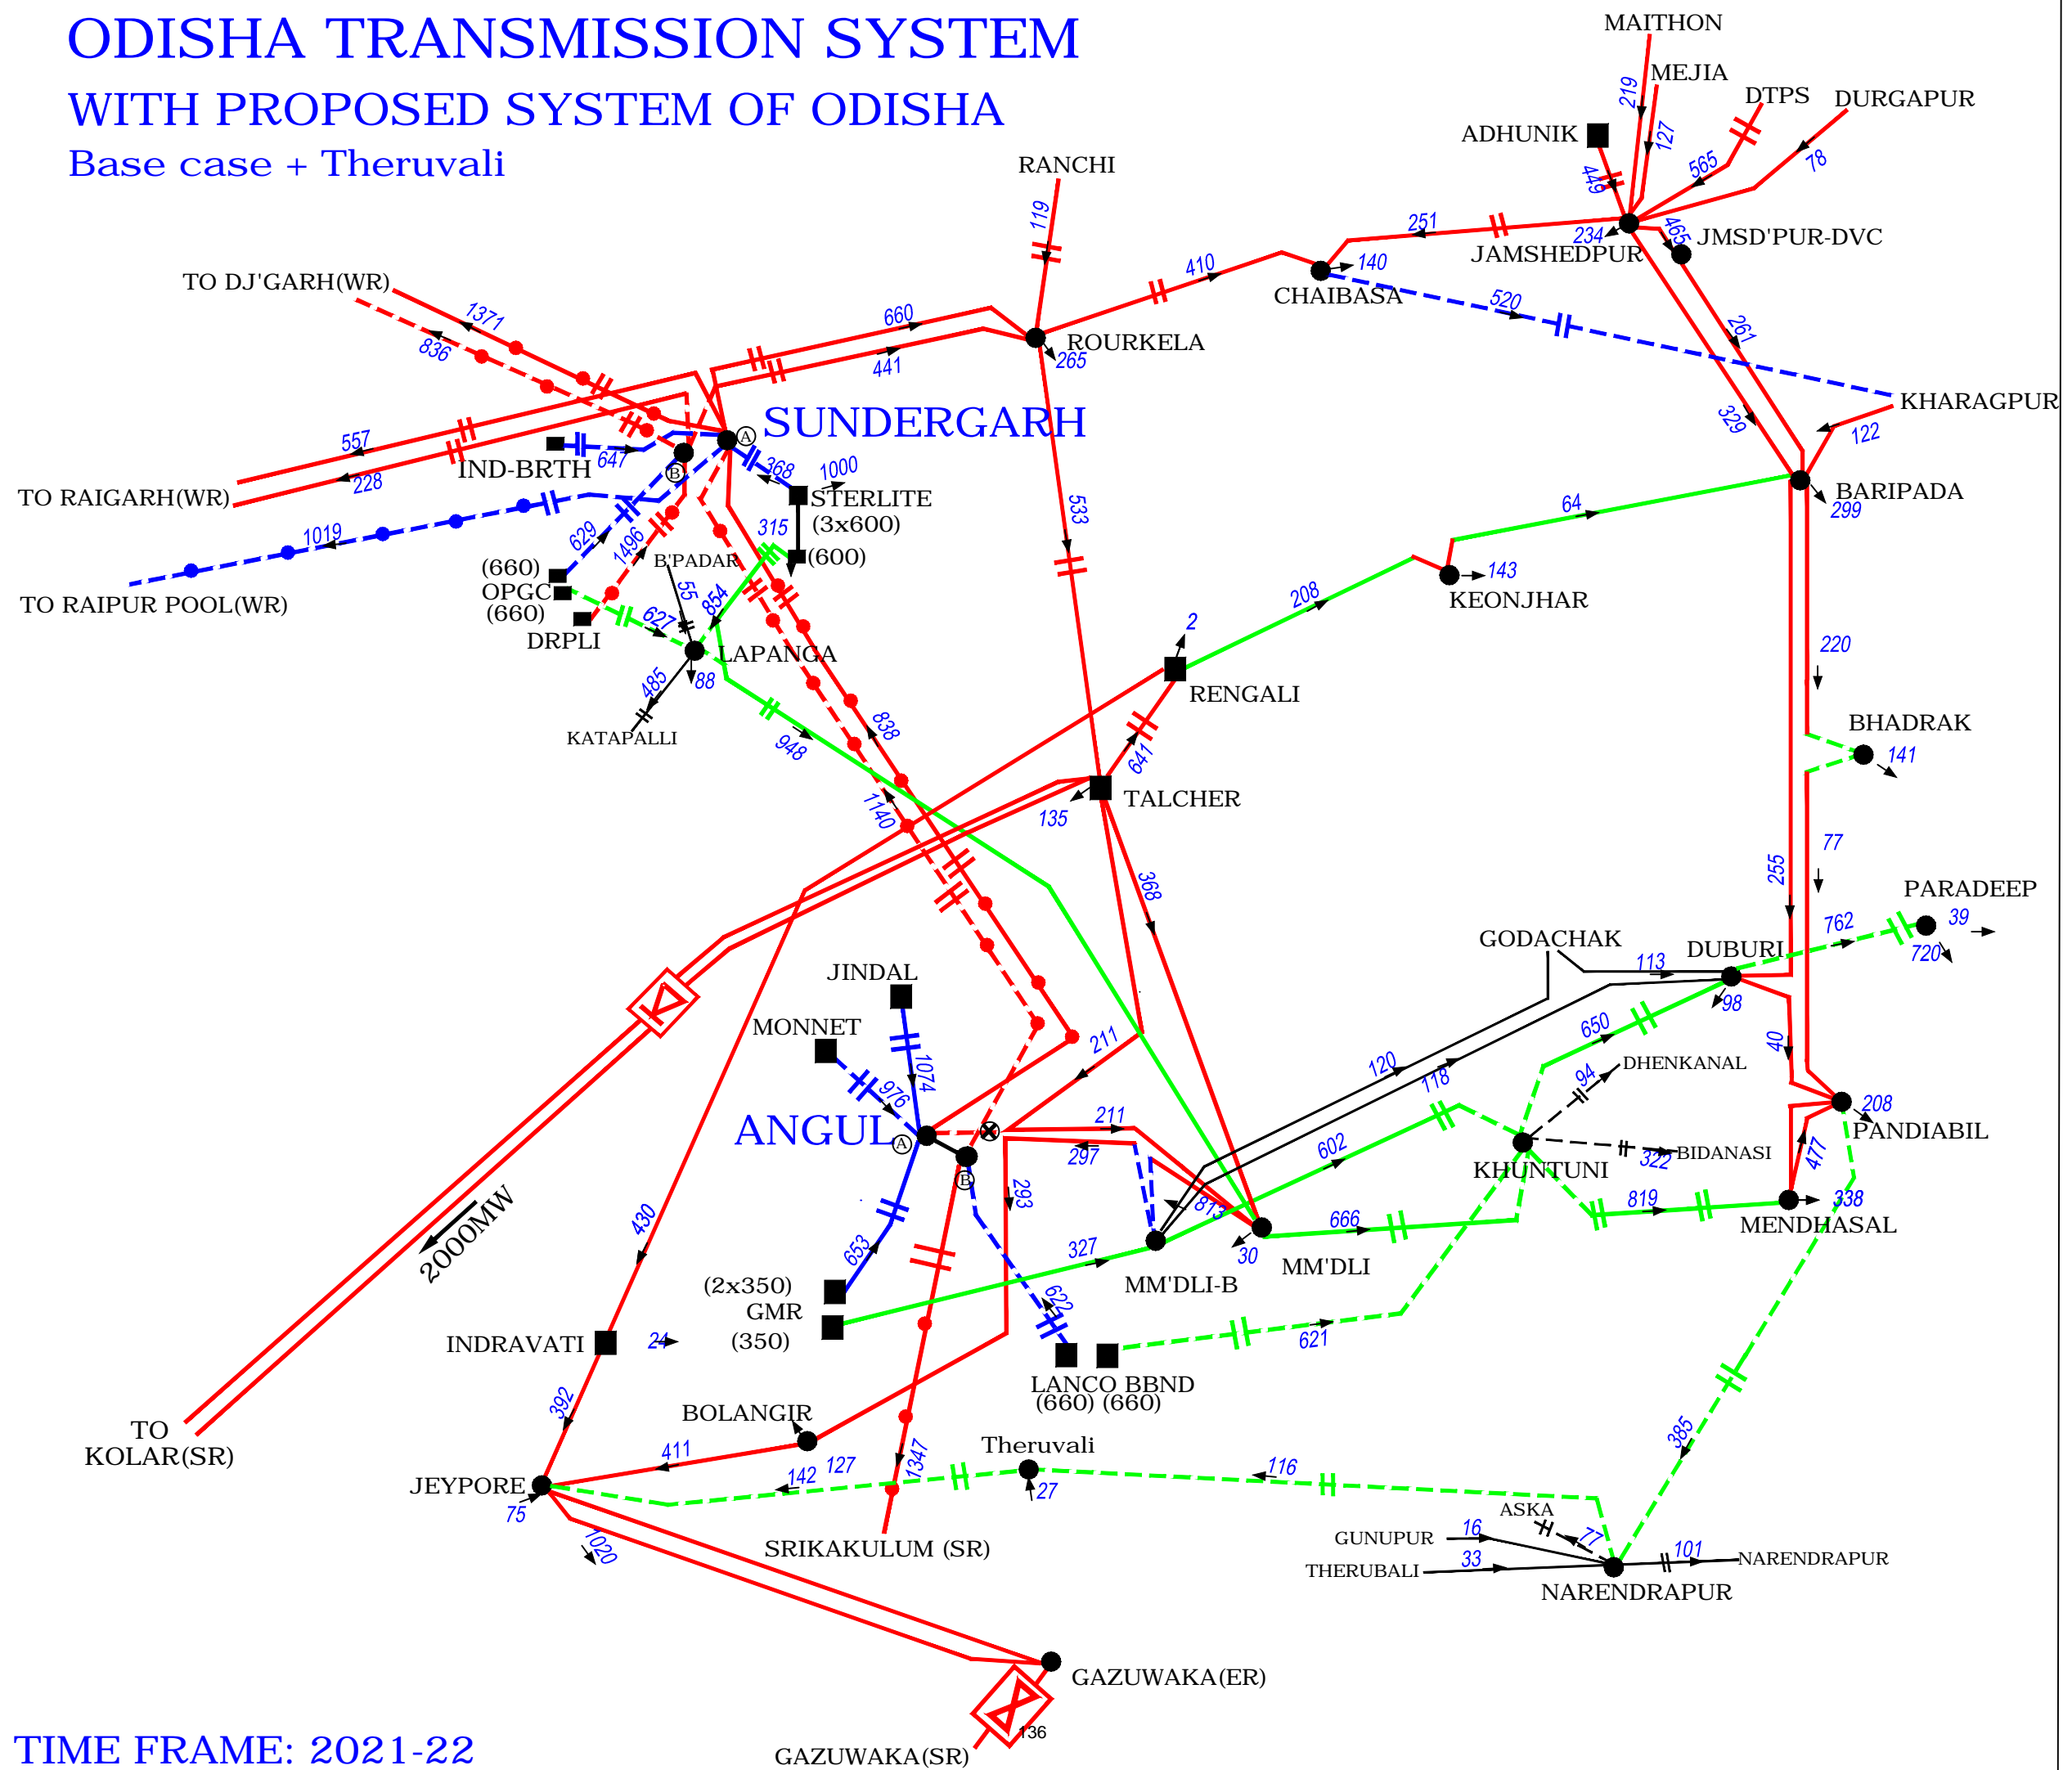 ODISHA TRANSMISSION SYSTEM
WITH PROPOSED SYSTEM OF ODISHA
Base case + Theruvali
MAITHON
MEJIA
DTPS
DURGAPUR
ADHUNIK
219
127
565
78
449
RANCHI
119
251
234
465
JMSD'PUR-DVC
JAMSHEDPUR
140
CHAIBASA
410
520
261
329
TO DJ'GARH(WR)
1371
836
660
441
ROURKELA
265
KHARAGPUR
122
SUNDERGARH
A
B
557
228
TO RAIGARH(WR)
IND-BRTH
647
368
1000
STERLITE
(3x600)
315
(600)
BARIPADA
299
64
533
1019
TO RAIPUR POOL(WR)
629
1496
(660)
OPGC
(660)
DRPLI
B'PADAR
55
854
627
LAPANGA
88
485
KATAPALLI
143
KEONJHAR
208
2
RENGALI
220
BHADRAK
141
948
838
1140
641
TALCHER
135
77
255
368
PARADEEP
39
762
720
GODACHAK
DUBURI
113
98
JINDAL
MONNET
1074
976
211
650
40
120
118
94
DHENKANAL
ANGUL
A
B
211
297
293
813
602
KHUNTUNI
322
BIDANASI
208
PANDIABIL
477
819
338
MENDHASAL
666
30
MM'DLI
MM'DLI-B
327
430
2000MW
653
(2x350)
GMR
(350)
622
621
LANCO BBND
(660) (660)
INDRAVATI
24
392
BOLANGIR
411
127
142
1347
Theruvali
27
116
385
TO
KOLAR(SR)
JEYPORE
75
1020
SRIKAKULUM (SR)
ASKA
GUNUPUR
16
77
THERUBALI
33
101
NARENDRAPUR
NARENDRAPUR
GAZUWAKA(ER)
136
GAZUWAKA(SR)
TIME FRAME: 2021-22